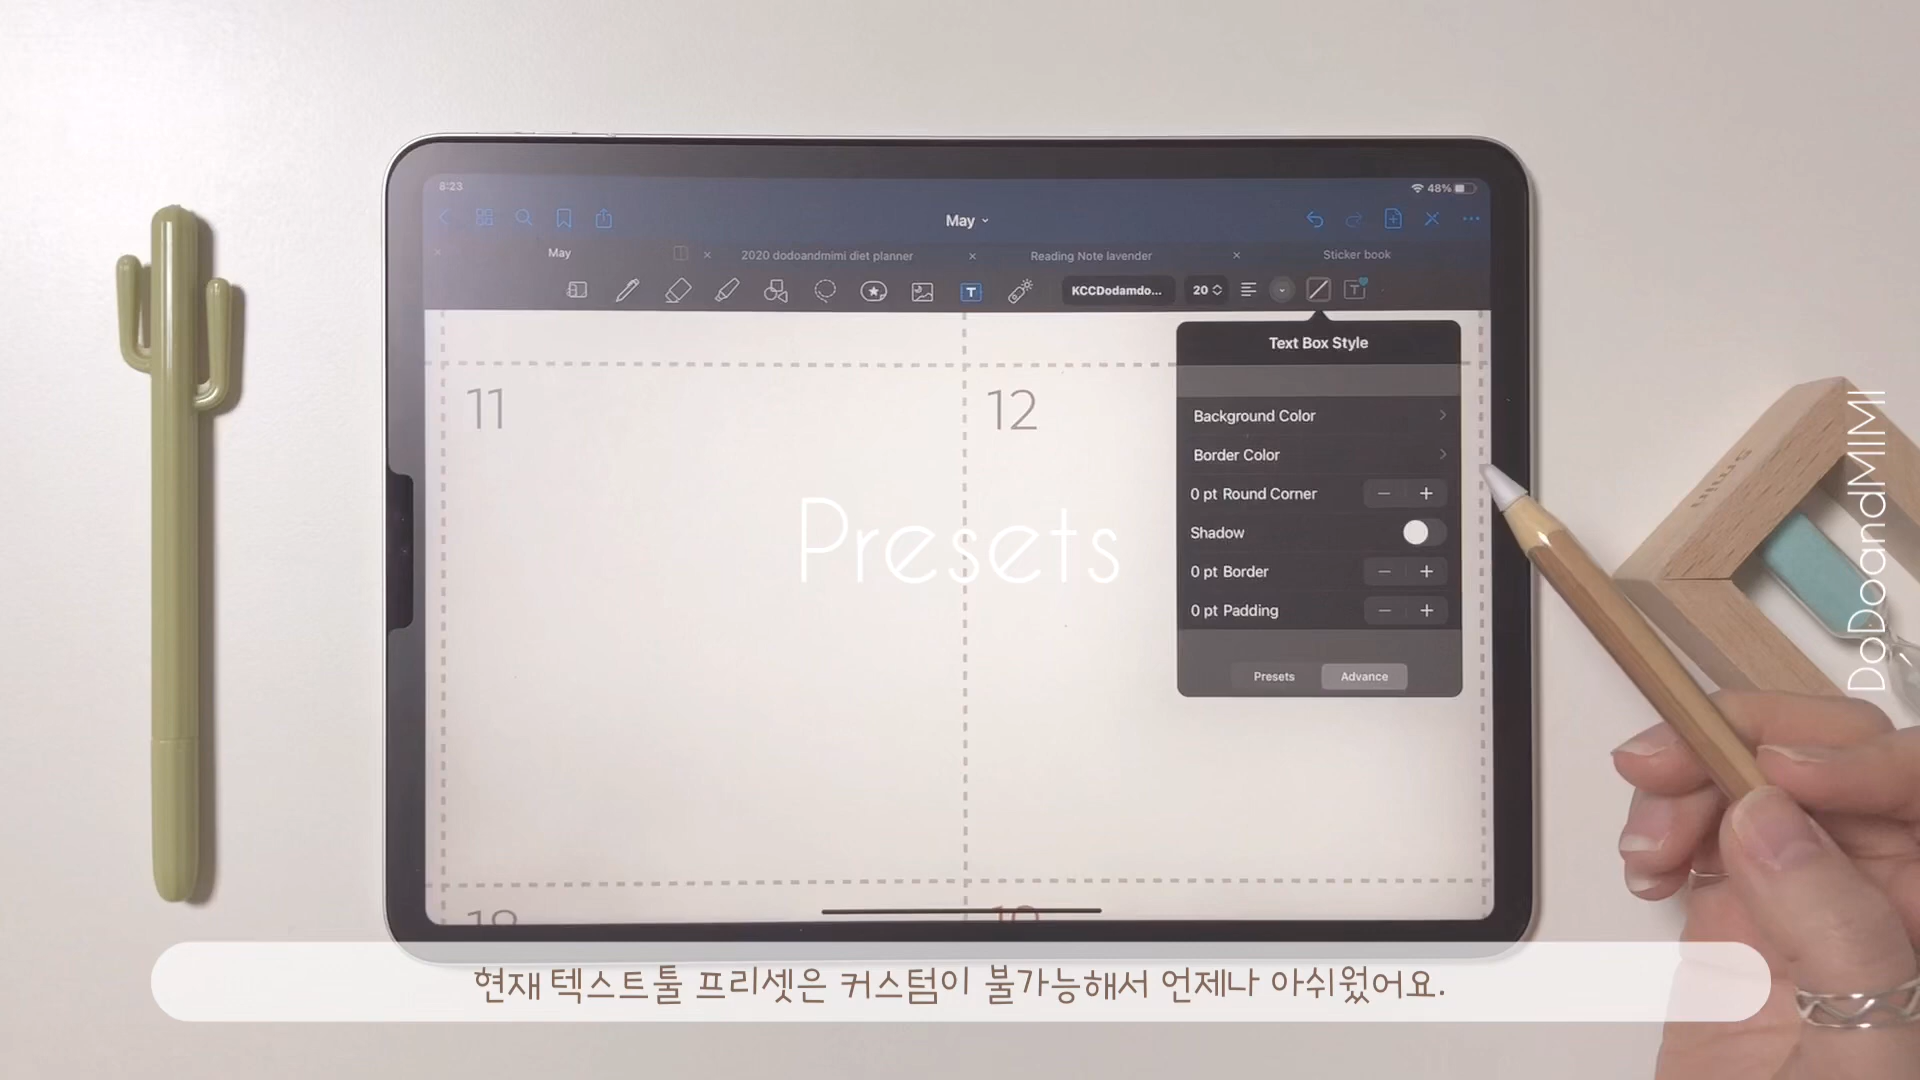 8:23
48%
May
May
2020 dodoandmimi diet planner
Reading Note lavender
Sticker book
KCCDodamdo...
20
Text Box Style
11
12
Background Color
Border Color
0 pt Round Corner
Presets
Shadow
0 pt Border
0 pt Padding
Presets
Advance
DoDoandMIMI
현재 텍스트툴 프리셋은 커스텀이 불가능해서 언제나 아쉬웠어요.